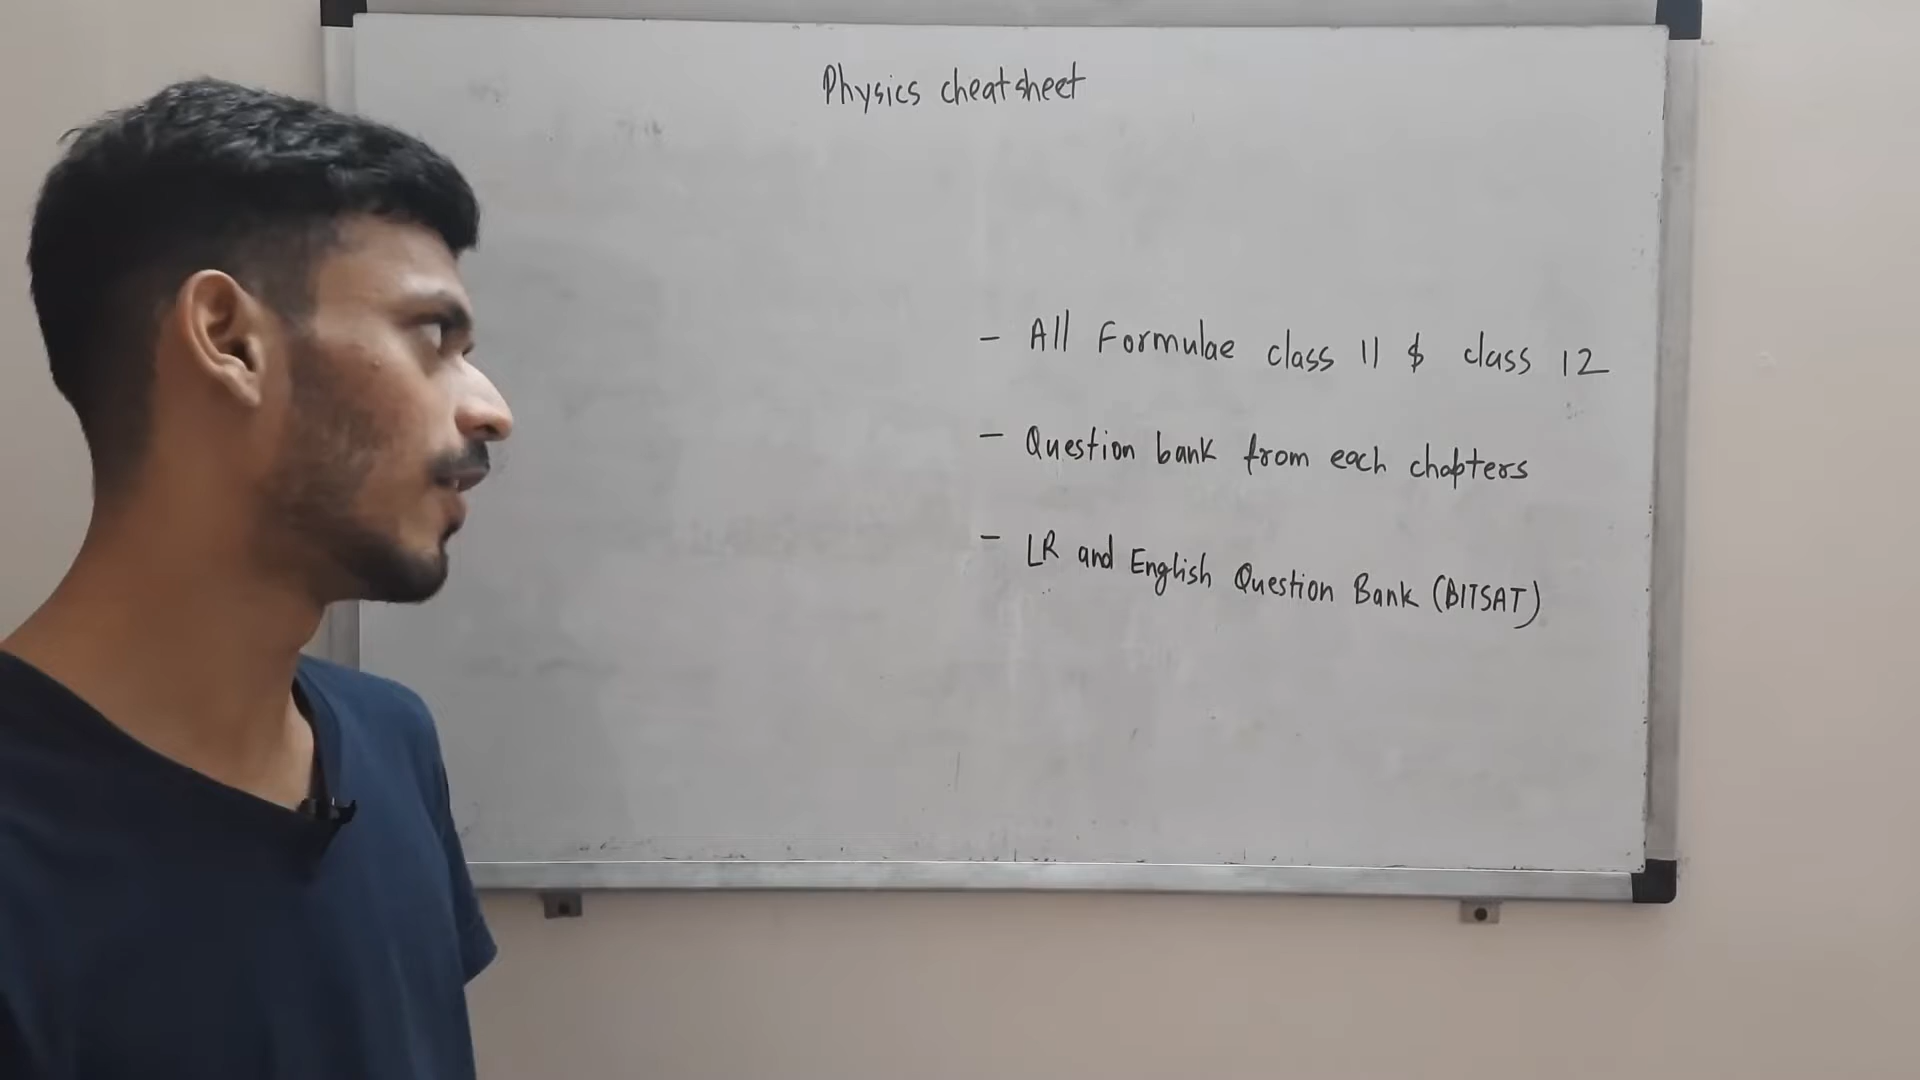 Physics cheatsheet
- All Formulae class 11 & class 12
- Question bank from each chapters
- LR and English Question Bank (BITSAT)